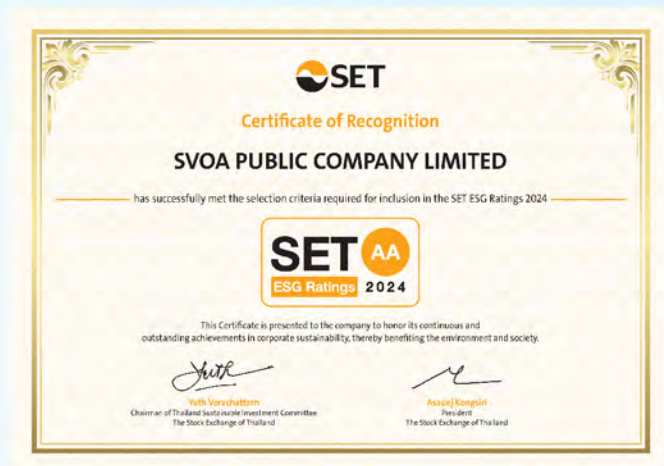 SET
Certificate of Recognition
SVOA PUBLIC COMPANY LIMITED
has successfully met the selection criteria required for inclusion in the SET ESG Ratings 2024
SET AA
ESG Ratings 2024
This Certificate is presented to the company to honor its continuous and
outstanding achievements in corporate sustainability, thereby benefiting the environment and society.
Yuth Vorachattarn
Asadej Kongsiri
Chairman of Thailand Sustainable Investment Committee
President
The Stock Exchange of Thailand
The Stock Exchange of Thailand